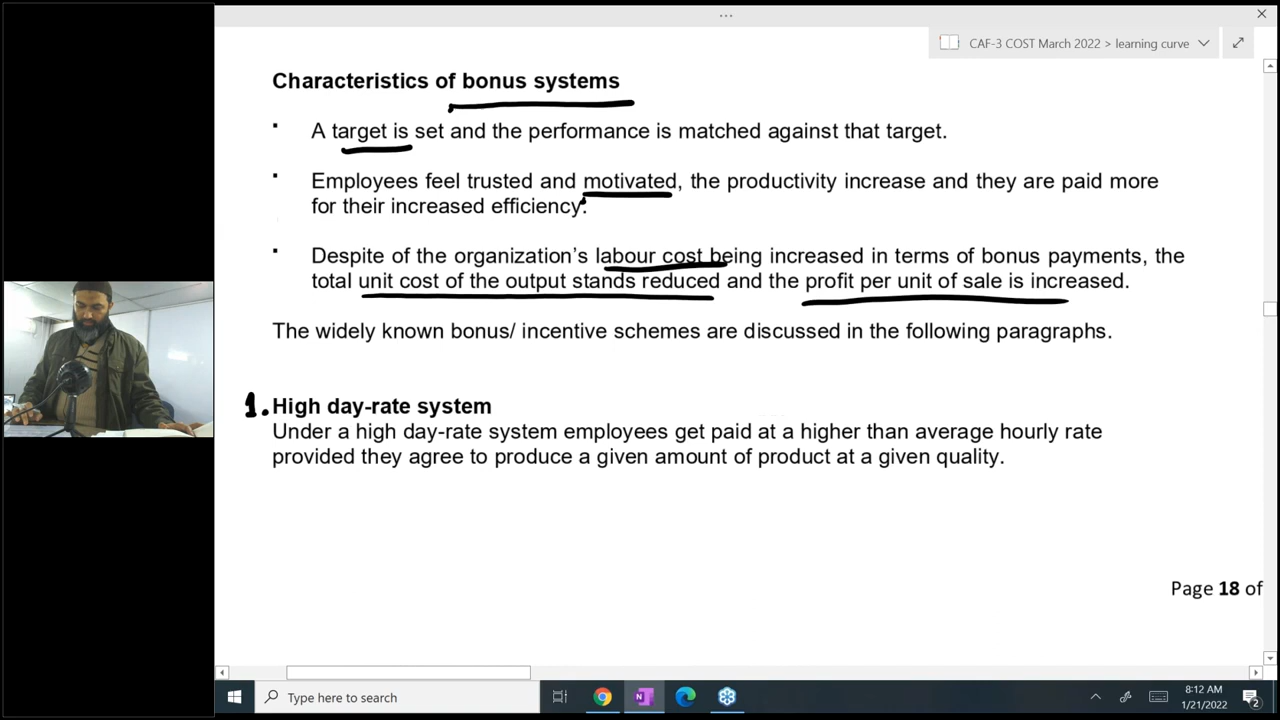 CAF-3 COST March 2022 > learning curve
Characteristics of bonus systems
A target is set and the performance is matched against that target.
Employees feel trusted and motivated, the productivity increase and they are paid more
for their increased efficiency.
Despite of the organization's labour cost being increased in terms of bonus payments, the
total unit cost of the output stands reduced and the profit per unit of sale is increased.
The widely known bonus/ incentive schemes are discussed in the following paragraphs.
1. High day-rate system
Under a high day-rate system employees get paid at a higher than average hourly rate
provided they agree to produce a given amount of product at a given quality.
Page 18 of
Type here to search
N
8:12 AM
1/21/2022
2